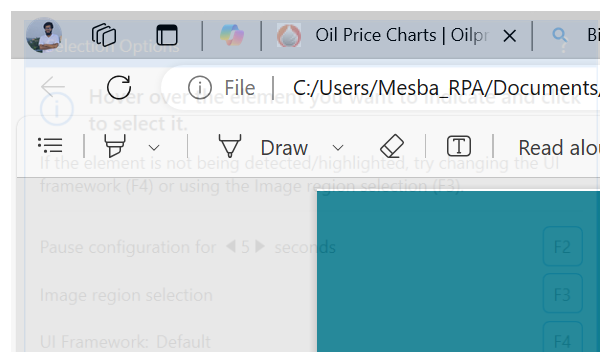 Selection Options
Oil Price Charts | Oilpr
Bi
File | C:/Users/Mesba_RPA/Documents/
Hover over the element you want to indicate and click
to select it.
Draw
Read alou
If the element is not being detected/highlighted, try changing the UI
framework (F4) or using the Image region selection (F3)
Pause configuration for 5 seconds F2
Image region selection F3
UI Framework: Default F4